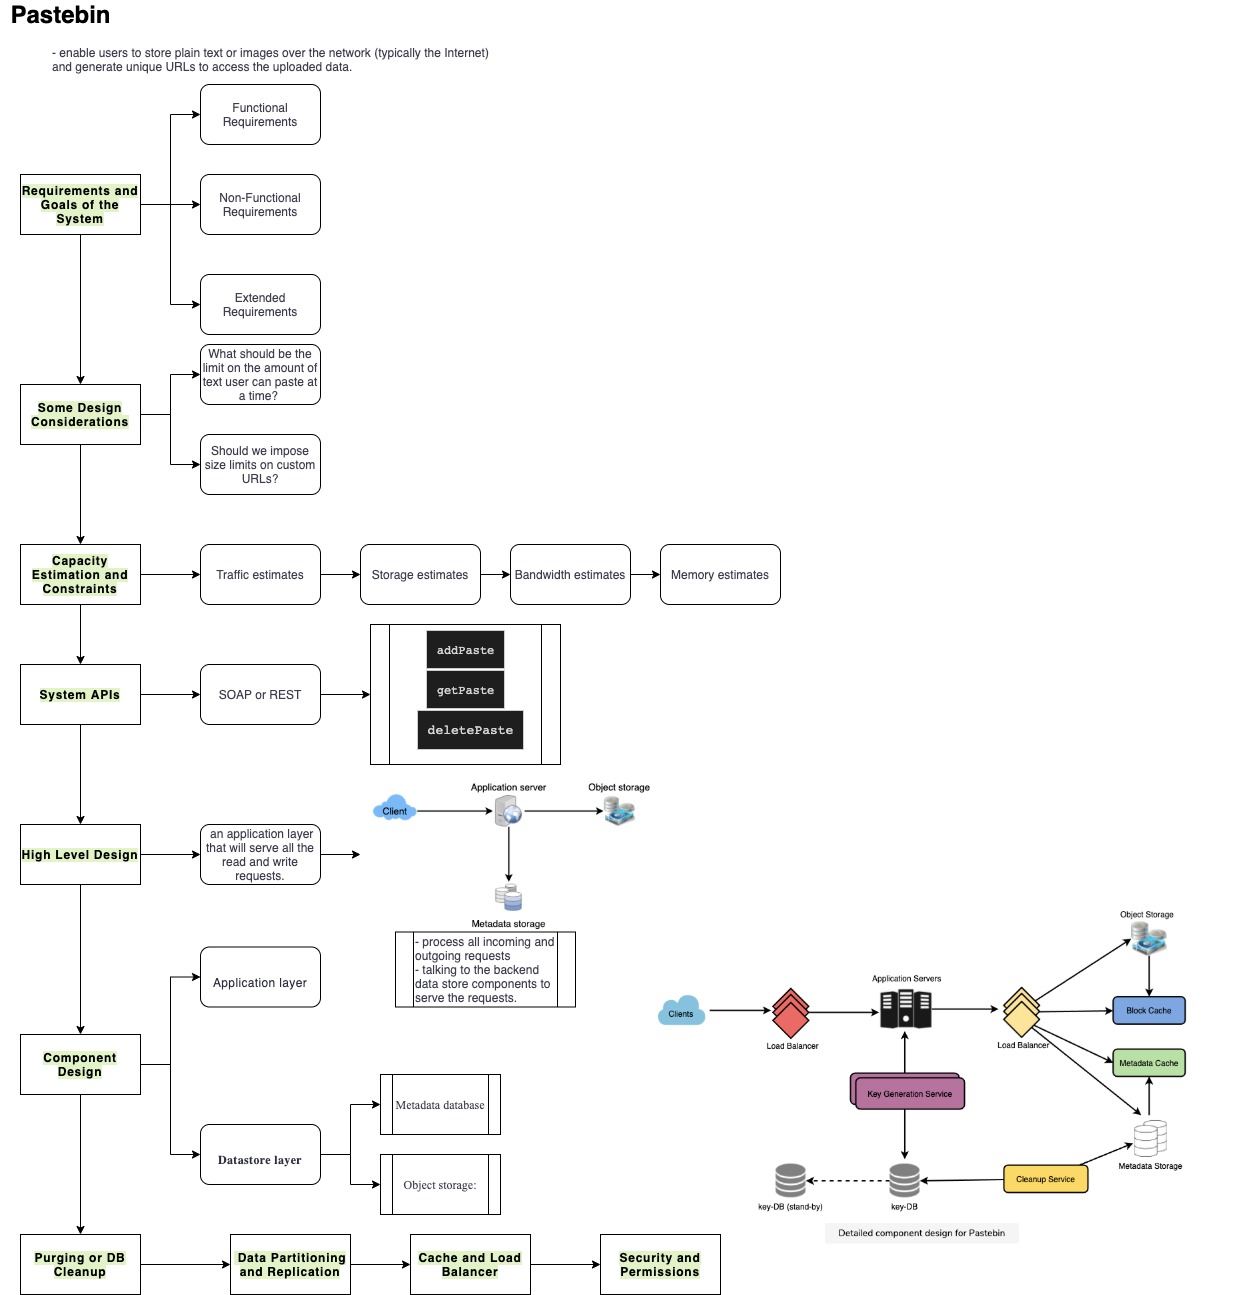 Pastebin
- enable users to store plain text or images over the network (typically the Internet)
and generate unique URLs to access the uploaded data.
Functional
Requirements
Requirements and
Goals of the
System
Non-Functional
Requirements
Extended
Requirements
What should be the
limit on the amount of
text user can paste at
a time?
Some Design
Considerations
Should we impose
size limits on custom
URLs?
Capacity
Estimation and
Constraints
Traffic estimates
Storage estimates
Bandwidth estimates
Memory estimates
System APIs
SOAP or REST
addPaste
getPaste
deletePaste
High Level Design
an application layer
that will serve all the
read and write
requests.
Client
Application server
Object storage
Metadata storage
- process all incoming and
outgoing requests
- talking to the backend
data store components to
serve the requests.
Component
Design
Application layer
Datastore layer
Metadata database
Object storage:
Clients
Load Balancer
Application Servers
Load Balancer
Object Storage
Block Cache
Metadata Cache
Metadata Storage
Key Generation Service
Cleanup Service
key-DB (stand-by)
key-DB
Detailed component design for Pastebin
Purging or DB
Cleanup
Data Partitioning
and Replication
Cache and Load
Balancer
Security and
Permissions